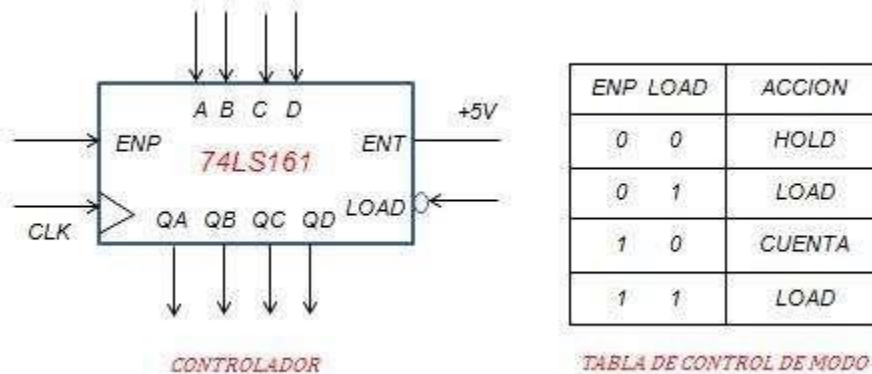 A B C D
+5V
ENP
ENT
74LS161
LOAD
CLK
QA QB QC QD
CONTROLADOR
ENP LOAD ACCION
0 0 HOLD
0 1 LOAD
1 0 CUENTA
1 1 LOAD
TABLA DE CONTROL DE MODO